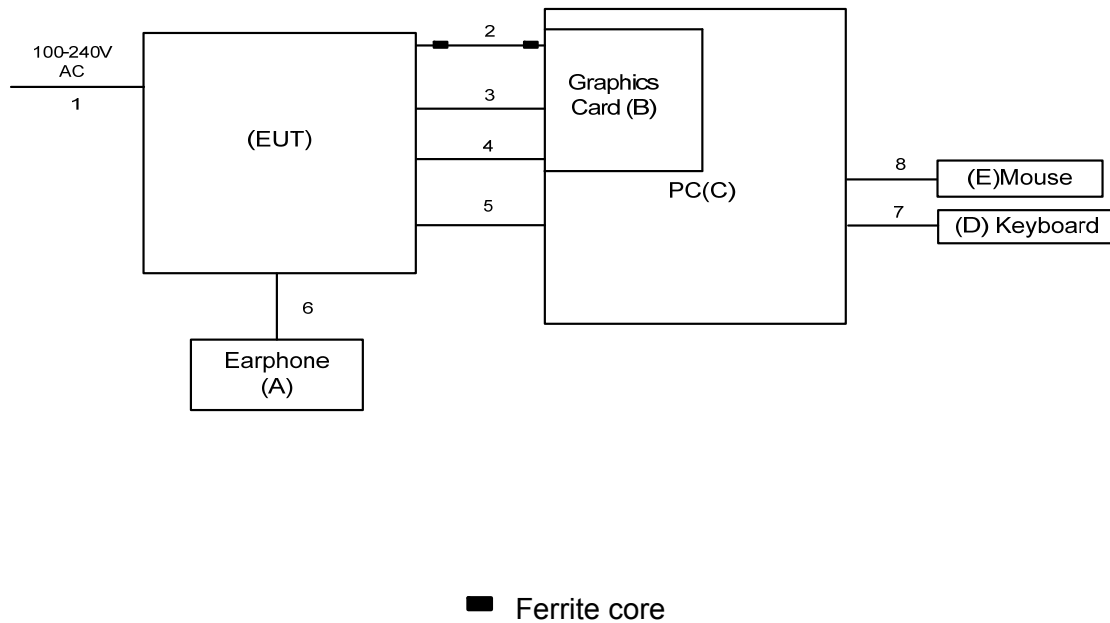 100-240V
AC
1
(EUT)
2
3
4
5
6
Earphone
(A)
Graphics
Card (B)
PC(C)
8
(E)Mouse
7
(D) Keyboard
Ferrite core